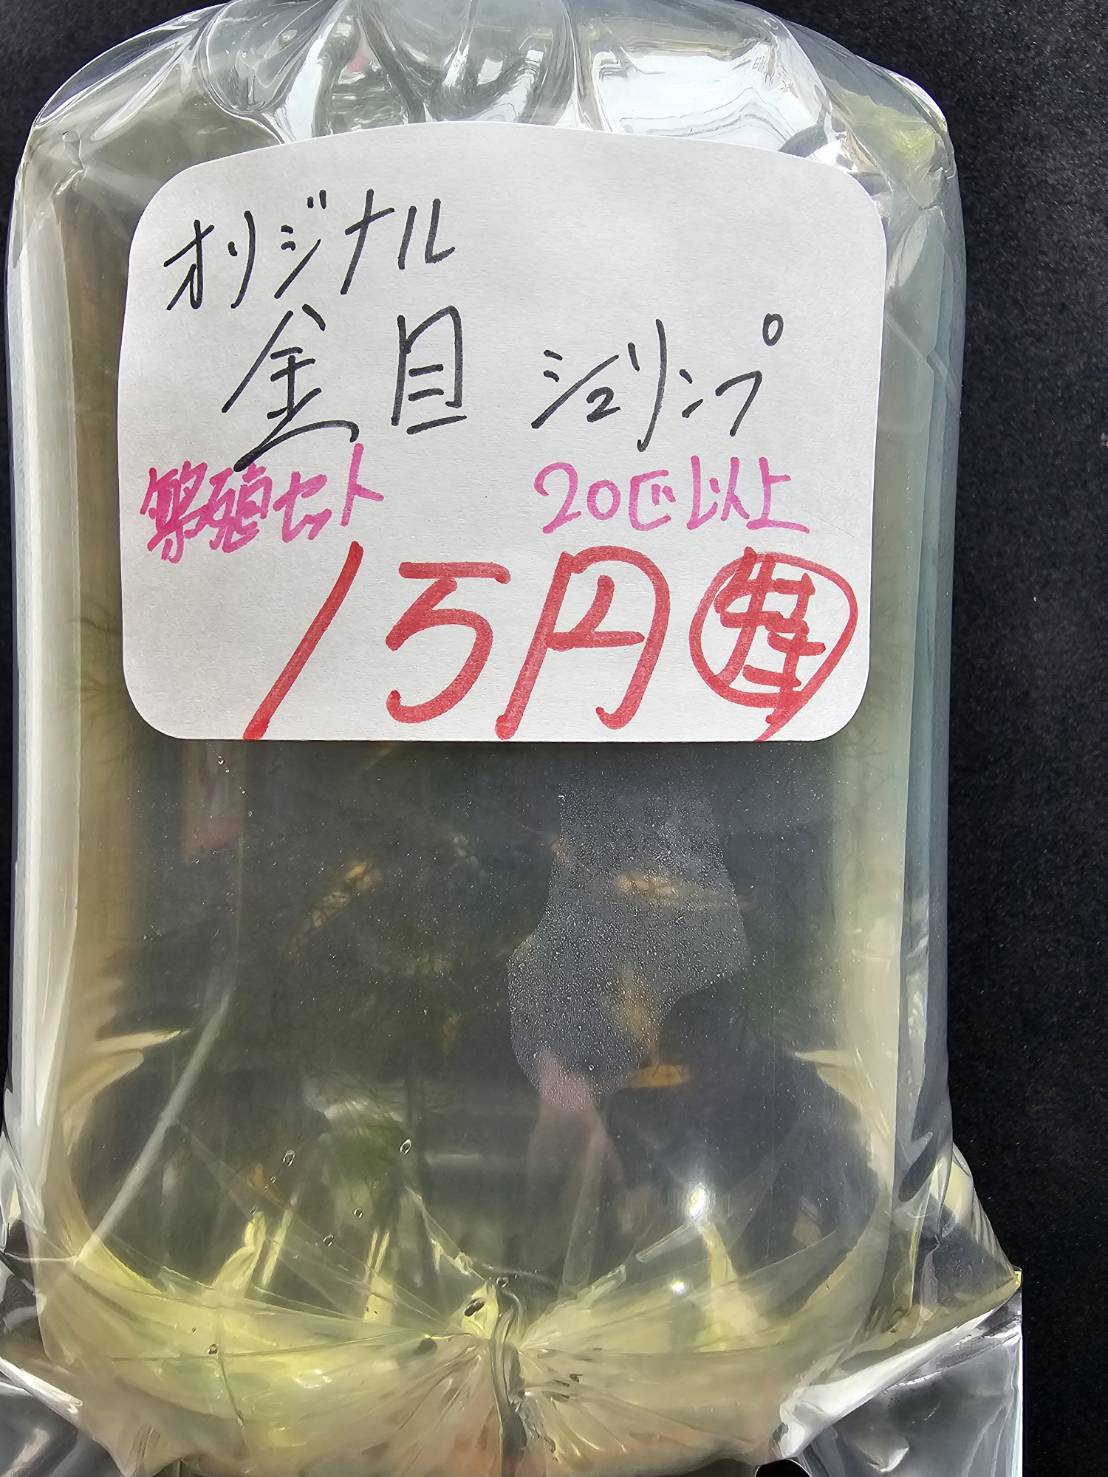 オリジナル
金目 シュリンプ
繁殖セット 20匹以上
1万円